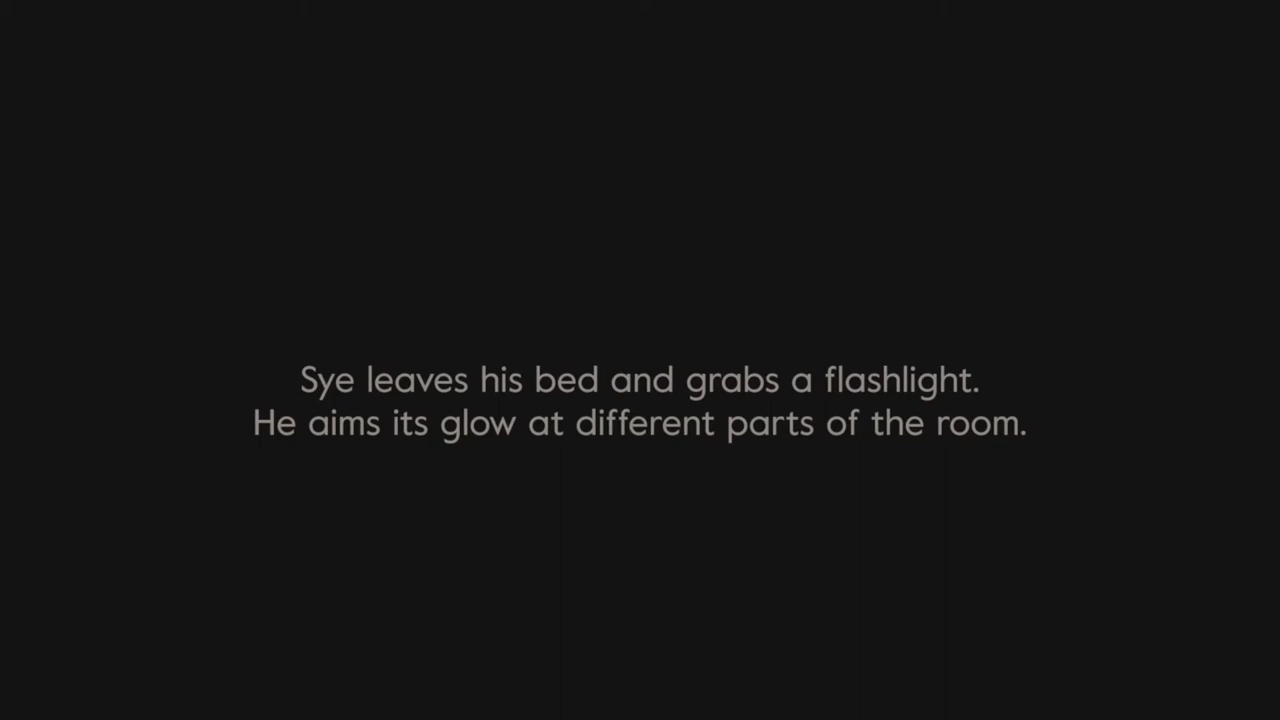 Sye leaves his bed and grabs a flashlight.
He aims its glow at different parts of the room.